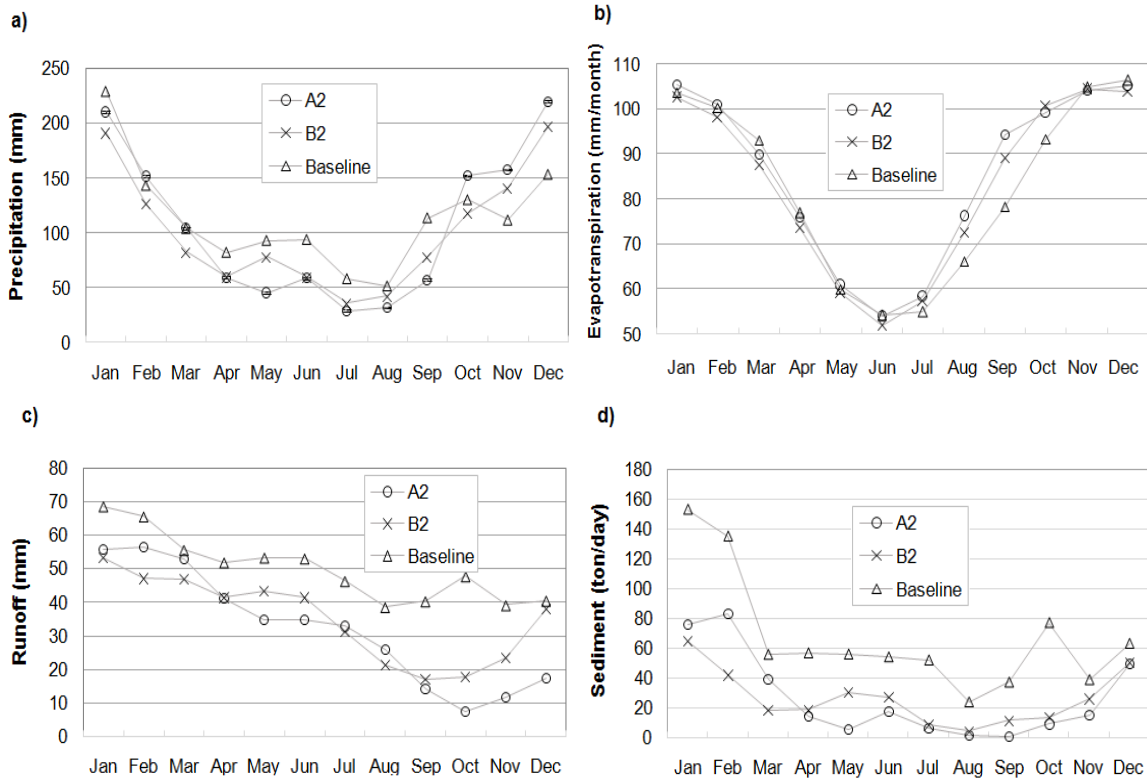 a)
Precipitation (mm)
250
200
150
100
50
0
A2
B2
Baseline
Jan Feb Mar Apr May Jun Jul Aug Sep Oct Nov Dec
b)
Evapotranspiration (mm/month)
110
100
90
80
70
60
50
A2
B2
Baseline
Jan Feb Mar Apr May Jun Jul Aug Sep Oct Nov Dec
c)
Runoff (mm)
80
70
60
50
40
30
20
10
0
A2
B2
Baseline
Jan Feb Mar Apr May Jun Jul Aug Sep Oct Nov Dec
d)
Sediment (ton/day)
180
160
140
120
100
80
60
40
20
0
A2
B2
Baseline
Jan Feb Mar Apr May Jun Jul Aug Sep Oct Nov Dec